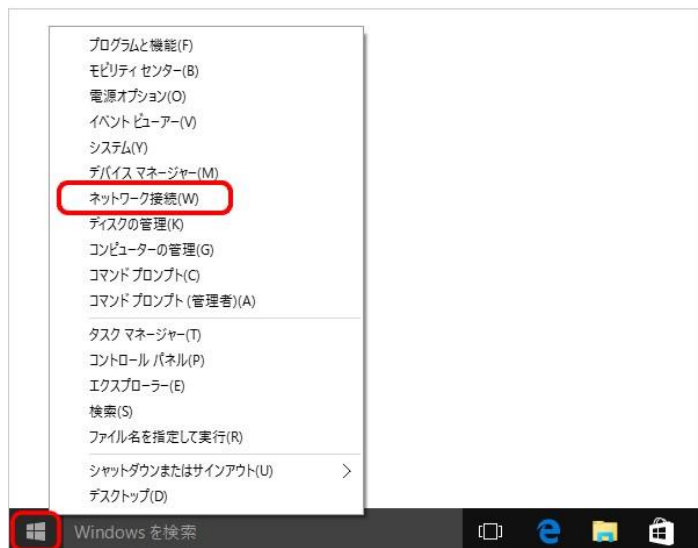 プログラムと機能(F)
モビリティ センター(B)
電源オプション(O)
イベント ビューアー(V)
システム(Y)
デバイス マネージャー(M)
ネットワーク接続(W)
ディスクの管理(K)
コンピューターの管理(G)
コマンド プロンプト(C)
コマンド プロンプト (管理者)(A)
タスク マネージャー(T)
コントロール パネル(P)
エクスプローラー(E)
検索(S)
ファイル名を指定して実行(R)
シャットダウンまたはサインアウト(U)
デスクトップ(D)
Windows を検索